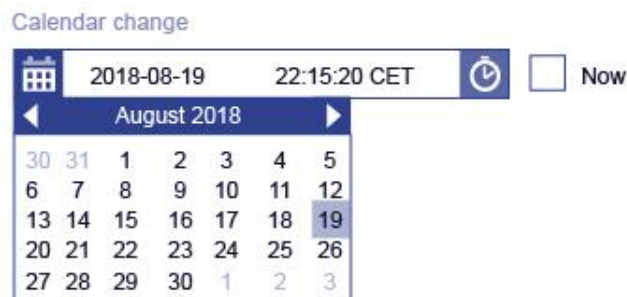 Calendar change
2018-08-19 22:15:20 CET Now
August 2018
30 31 1 2 3 4 5
6 7 8 9 10 11 12
13 14 15 16 17 18 19
20 21 22 23 24 25 26
27 28 29 30 1 2 3